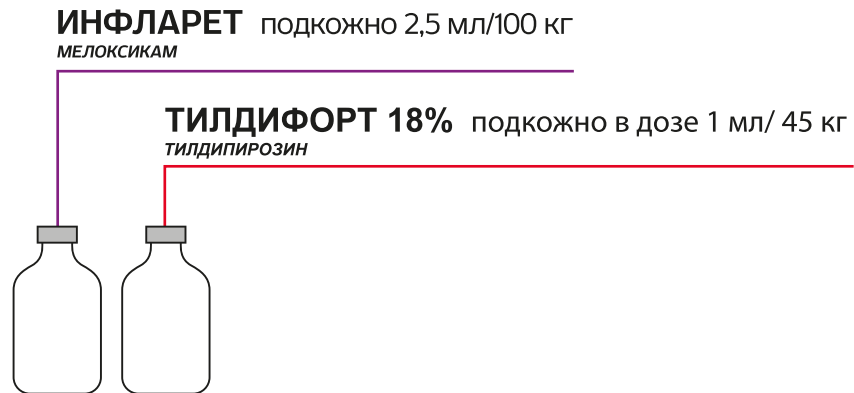 ИНФЛАРЕТ подкожно 2,5 мл/100 кг
МЕЛОКСИКАМ
ТИЛДИФОРТ 18% подкожно в дозе 1 мл/ 45 кг
ТИЛДИПИРОЗИН